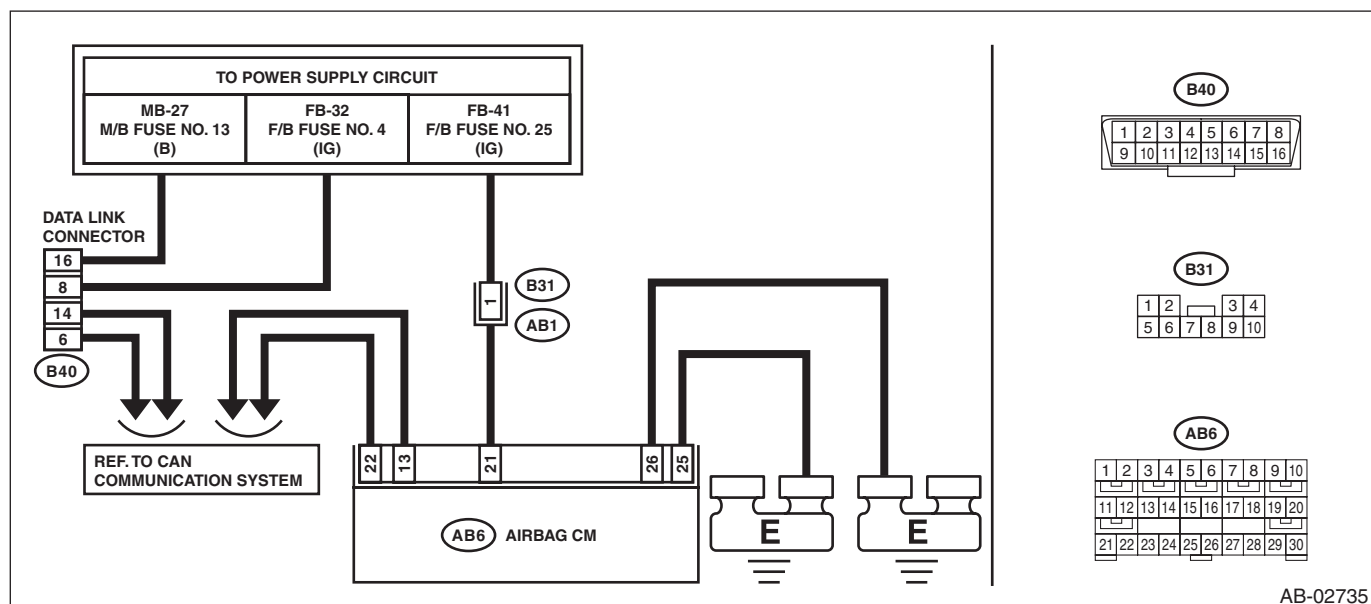 TO POWER SUPPLY CIRCUIT
MB-27
M/B FUSE NO. 13
(B)
FB-32
F/B FUSE NO. 4
(IG)
FB-41
F/B FUSE NO. 25
(IG)
DATA LINK
CONNECTOR
16
8
14
6
B40
1
B31
AB1
REF. TO CAN
COMMUNICATION SYSTEM
22 13 21 26 25
AB6 AIRBAG CM
E E
B40
1 2 3 4 5 6 7 8
9 10 11 12 13 14 15 16
B31
1 2 3 4
5 6 7 8 9 10
AB6
1 2 3 4 5 6 7 8 9 10
11 12 13 14 15 16 17 18 19 20
21 22 23 24 25 26 27 28 29 30
AB-02735